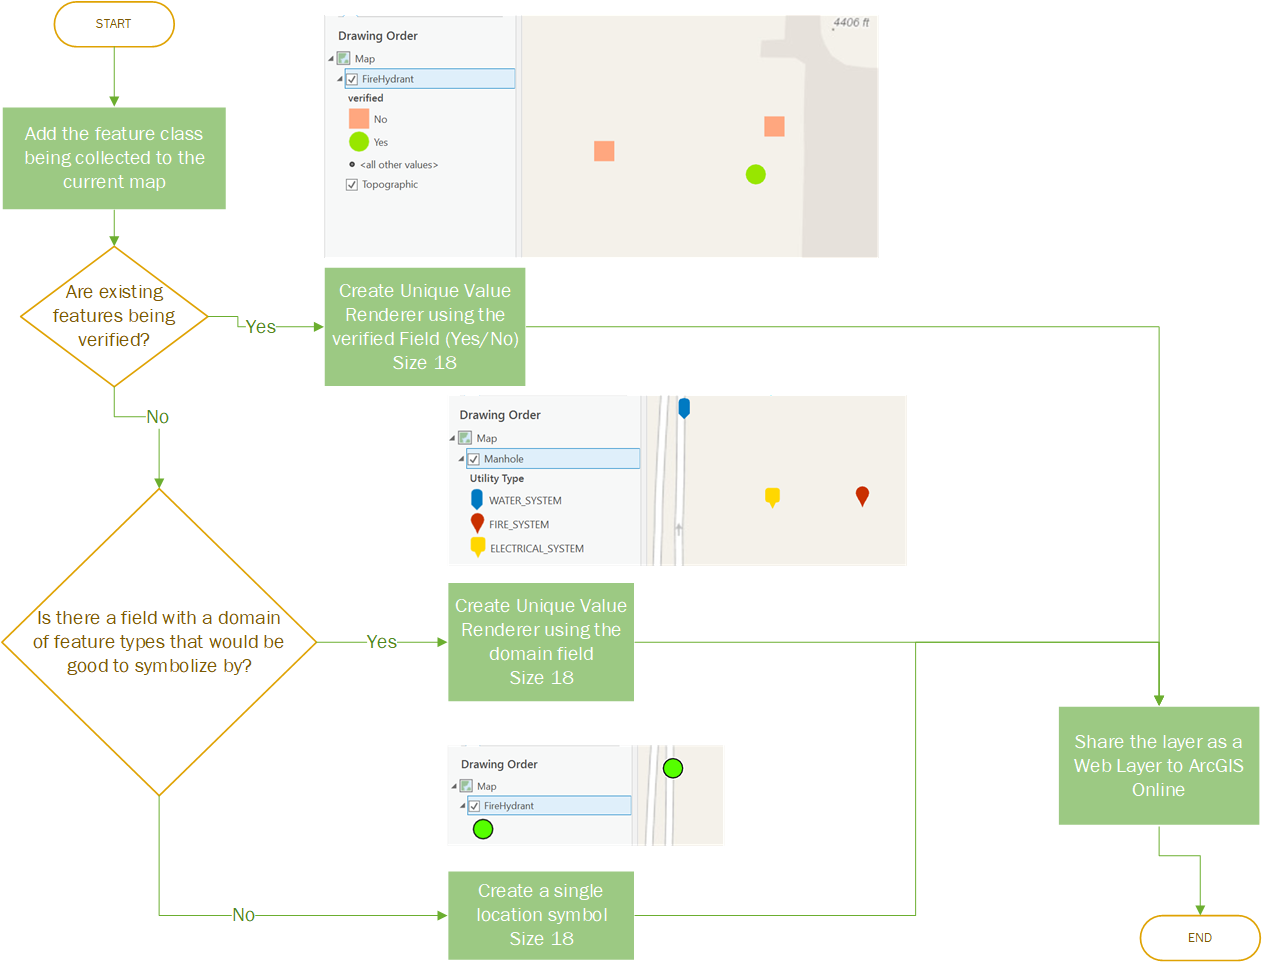 START
4406 ft
Drawing Order
Map
FireHydrant
verified
No
Yes
<all other values>
Topographic
Add the feature class
being collected to the
current map
Are existing
features being
verified?
Yes
Create Unique Value
Renderer using the
verified Field (Yes/No)
Size 18
No
Drawing Order
Map
Manhole
Utility Type
WATER_SYSTEM
FIRE_SYSTEM
ELECTRICAL_SYSTEM
Is there a field with a domain
of feature types that would be
good to symbolize by?
Yes
Create Unique Value
Renderer using the
domain field
Size 18
Drawing Order
Map
FireHydrant
No
Create a single
location symbol
Size 18
Share the layer as a
Web Layer to ArcGIS
Online
END